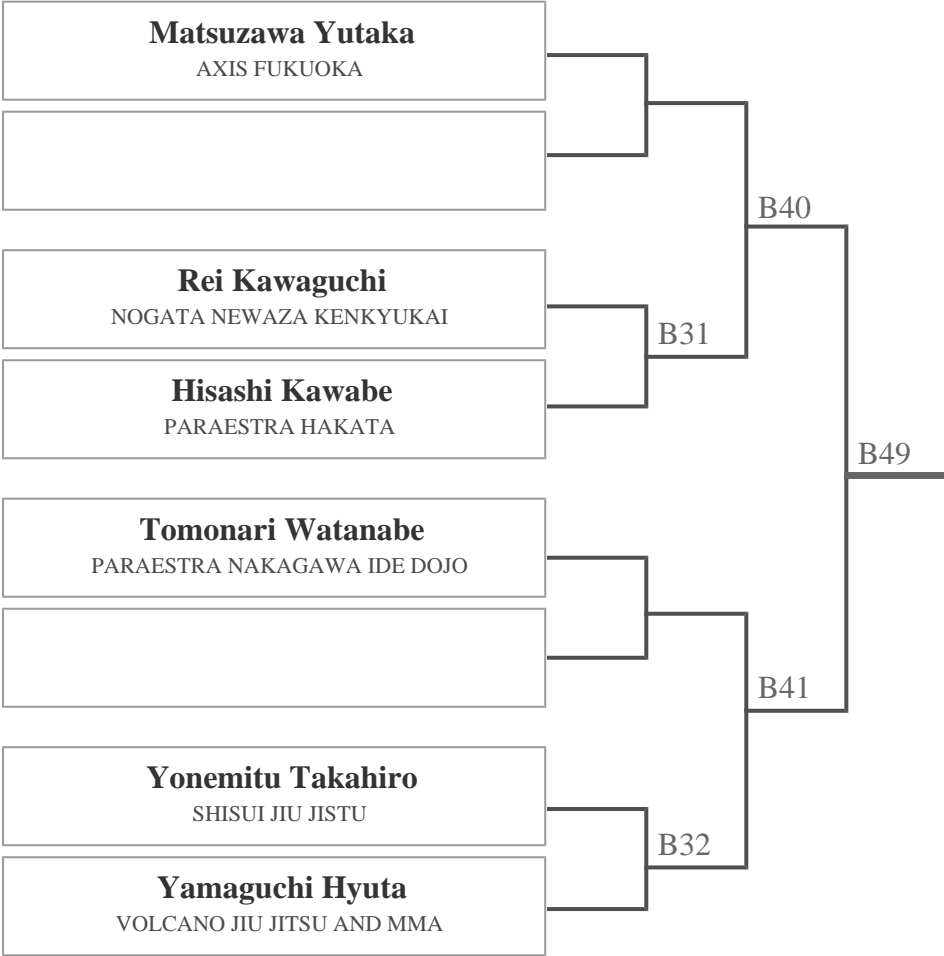 Matsuzawa Yutaka
AXIS FUKUOKA
B40
Rei Kawaguchi
NOGATA NEWAZA KENKYUKAI
B31
Hisashi Kawabe
PARAESTRA HAKATA
B49
Tomonari Watanabe
PARAESTRA NAKAGAWA IDE DOJO
B41
Yonemitu Takahiro
SHISUI JIU JISTU
B32
Yamaguchi Hyuta
VOLCANO JIU JITSU AND MMA